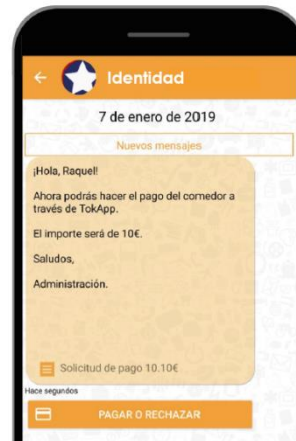 Identidad
7 de enero de 2019
Nuevos mensajes
¡Hola, Raquel!
Ahora podrás hacer el pago del comedor a
través de TokApp.
El importe será de 10€.
Saludos,
Administración.
Solicitud de pago 10.10€
Hace segundos
PAGAR O RECHAZAR